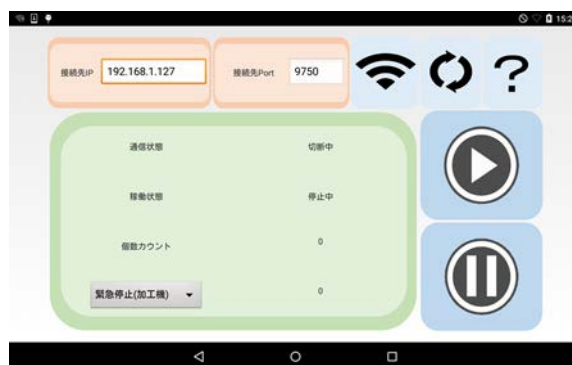 15:2
接続先IP 192.168.1.127 接続先Port 9750
?
通信状態 切断中
稼働状態 停止中
個数カウント 0
緊急停止(加工機) 0